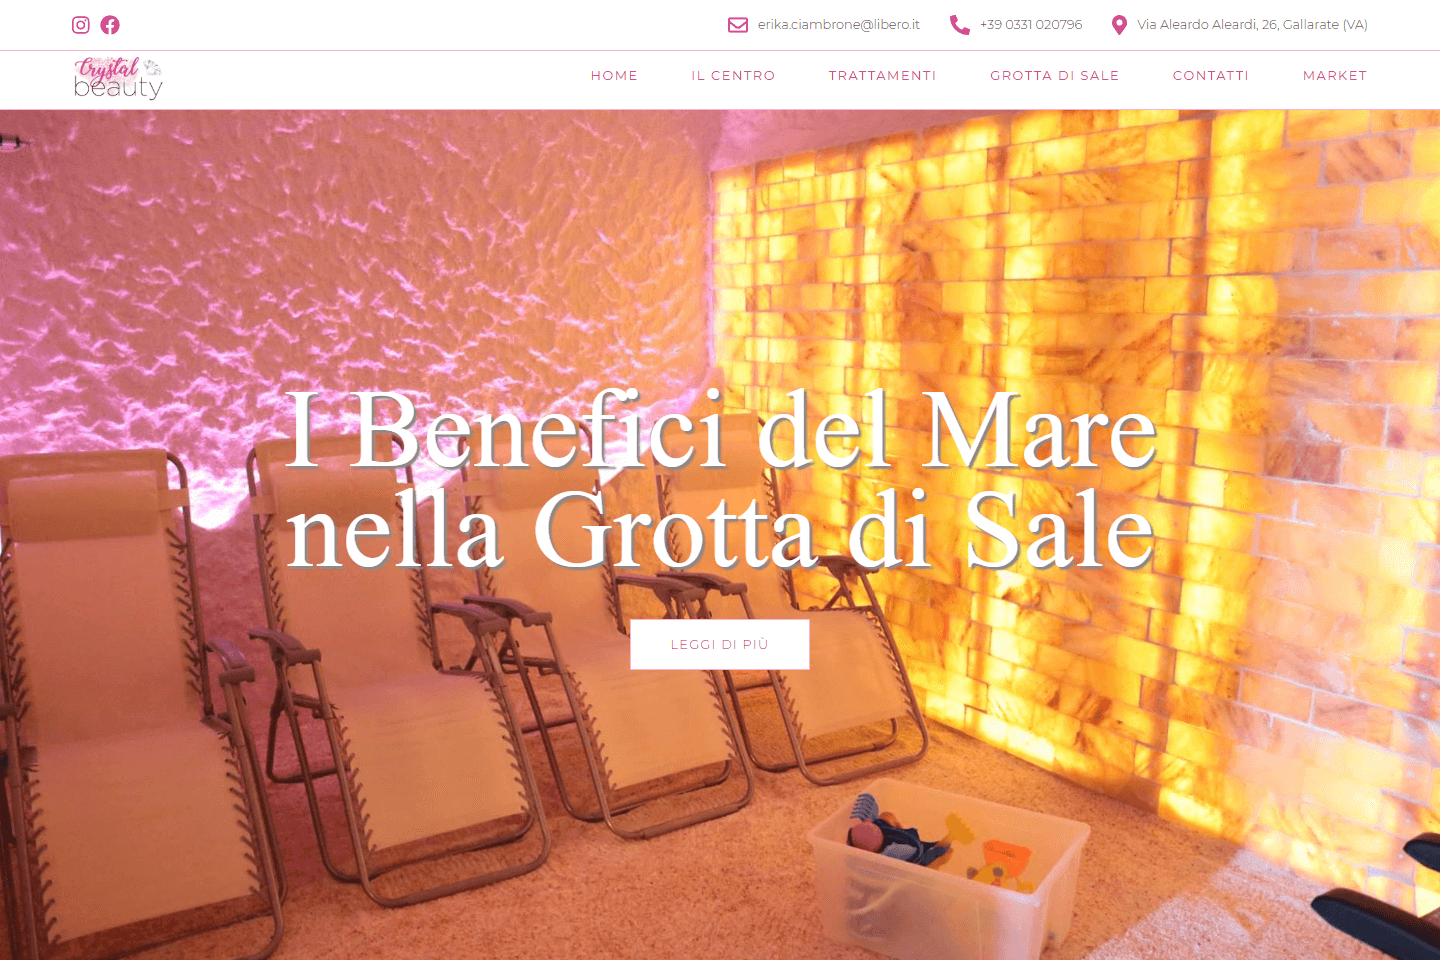 erika.ciambrone@libero.it
+39 0331 020796
Via Aleardo Aleardi, 26, Gallarate (VA)
Crystal
beauty
HOME
IL CENTRO
TRATTAMENTI
GROTTA DI SALE
CONTATTI
MARKET
I Benefici del Mare
nella Grotta di Sale
LEGGI DI PIÙ